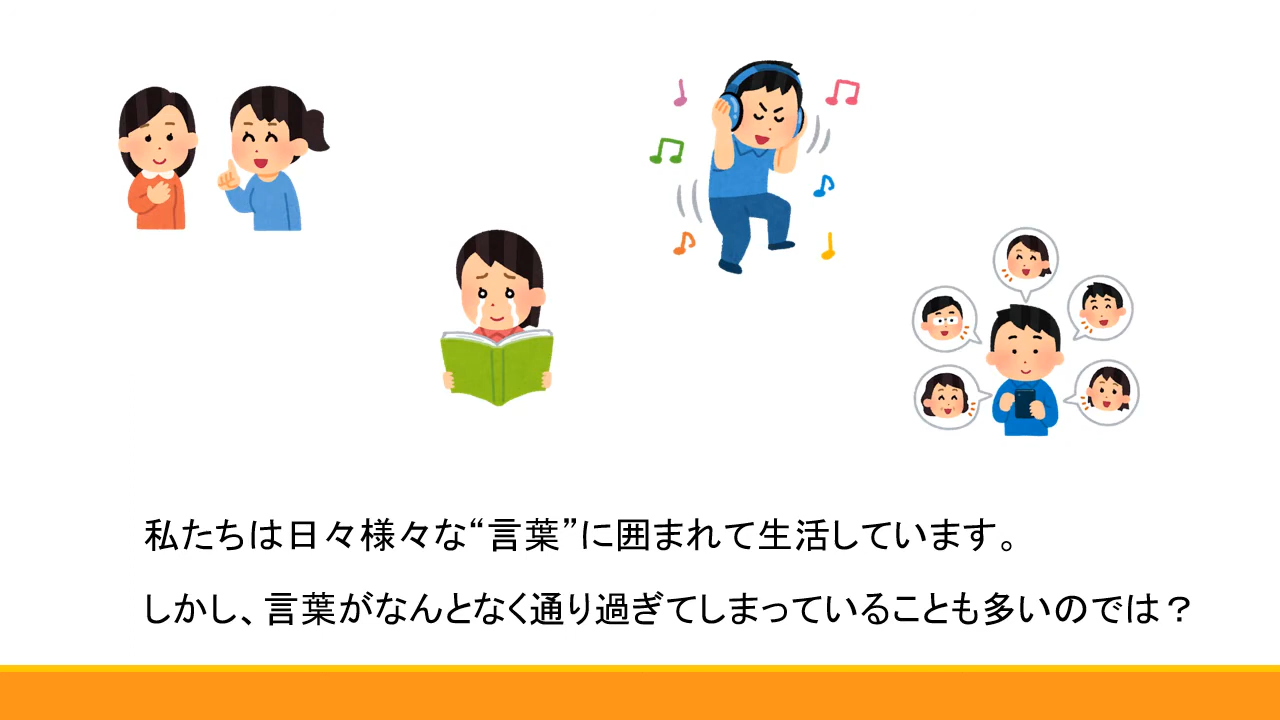 私たちは日々様々な“言葉”に囲まれて生活しています。
しかし、言葉がなんとなく通り過ぎてしまっていることも多いのでは？